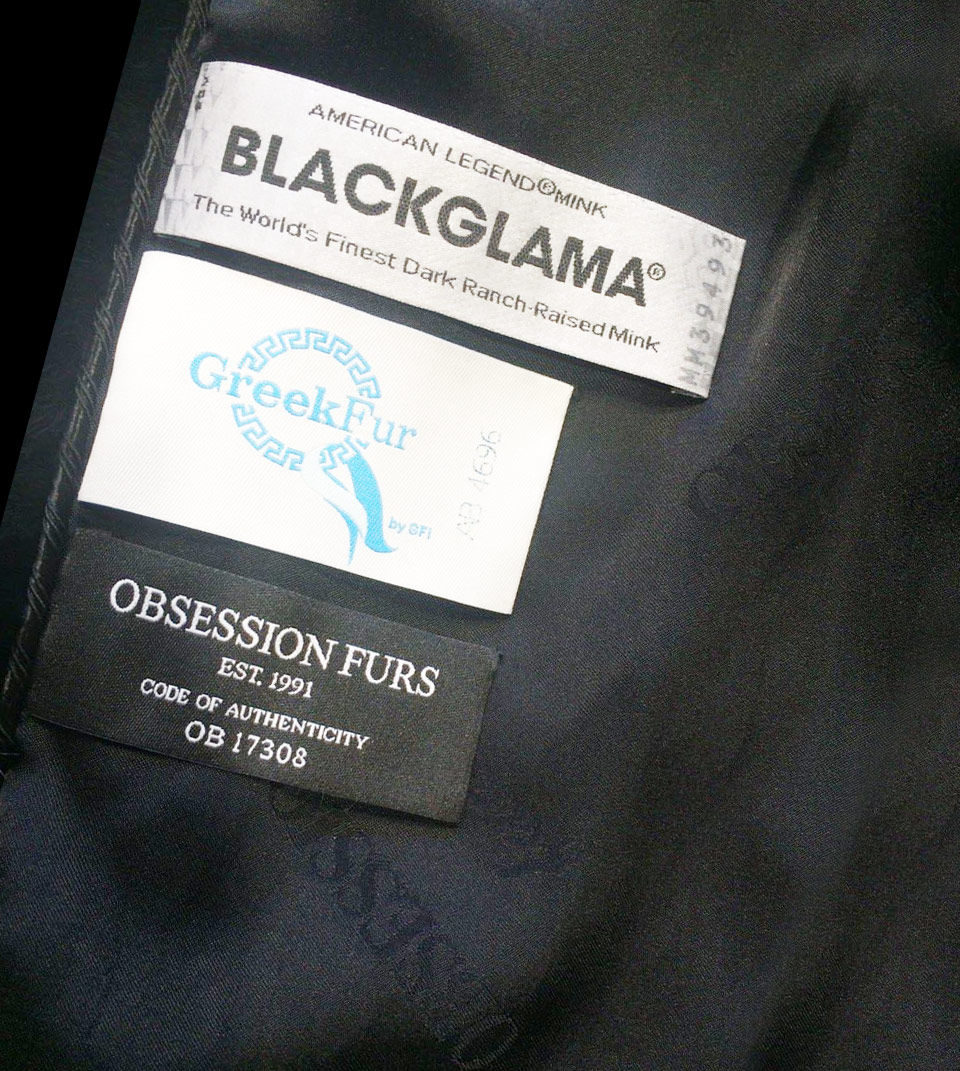 AMERICAN LEGEND®MINK
BLACKGLAMA®
The World's Finest Dark Ranch-Raised Mink
MM39493
GreekFur
by GFI
AB 4696
OBSESSION FURS
EST. 1991
CODE OF AUTHENTICITY
OB 17308